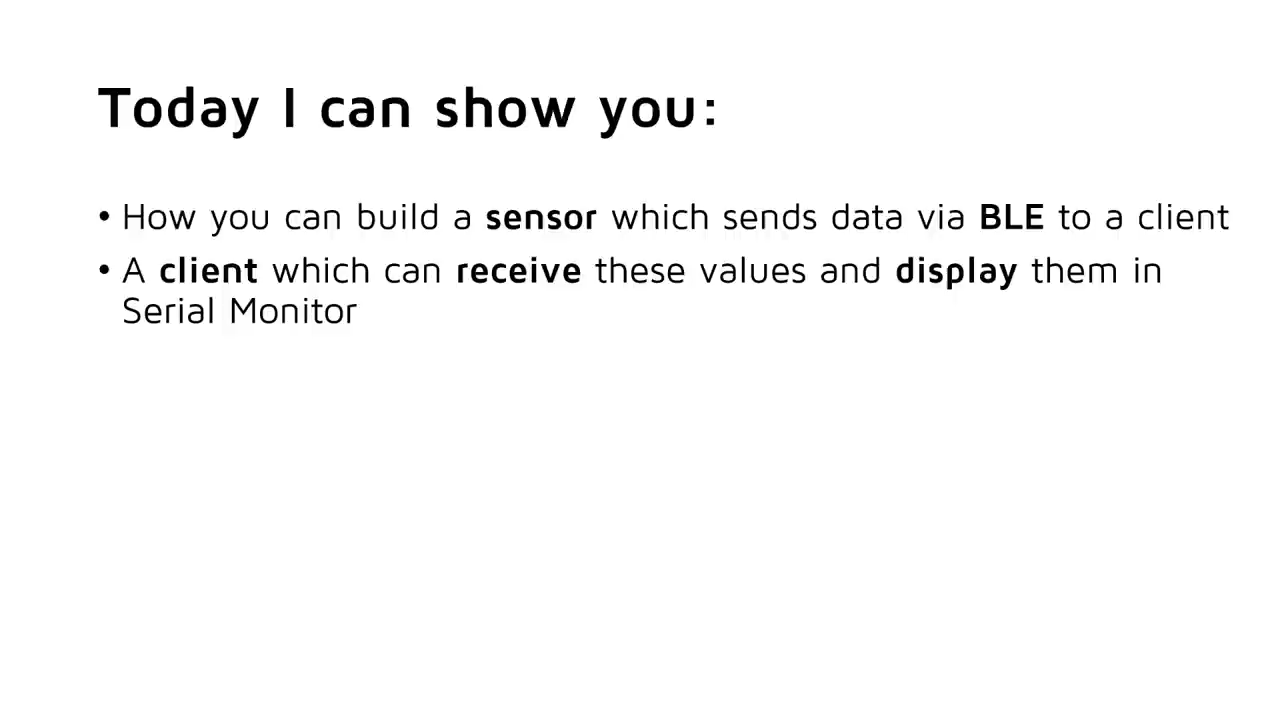 Today I can show you:
• How you can build a sensor which sends data via BLE to a client
• A client which can receive these values and display them in
Serial Monitor